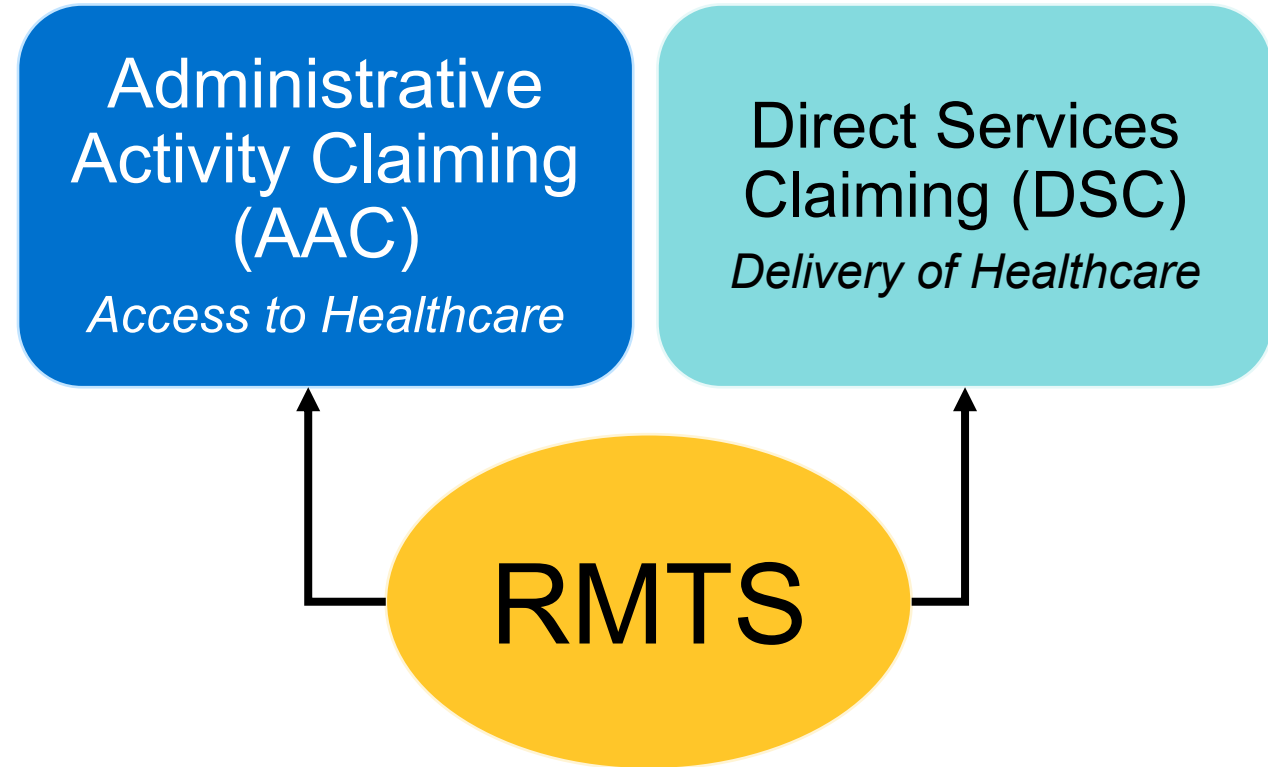 Administrative
Activity Claiming
(AAC)
Access to Healthcare
Direct Services
Claiming (DSC)
Delivery of Healthcare
RMTS